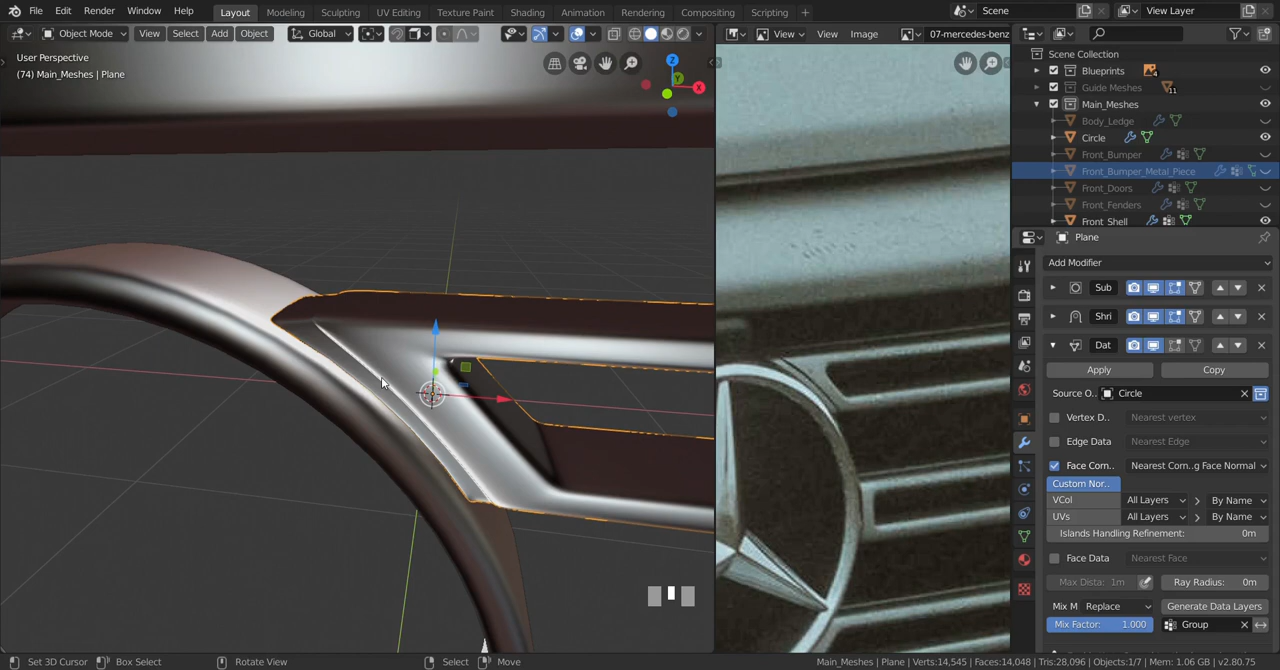 File Edit Render Window Help Layout Modeling Sculpting UV Editing Texture Paint Shading Animation Rendering Compositing Scripting + Scene View Layer
Object Mode View Select Add Object Global View View Image 07-mercedes-benz
User Perspective
(74) Main_Meshes | Plane
Z
Y
X
Scene Collection
Blueprints 4
Guide Meshes 11
Main_Meshes
Body_Ledge
Circle
Front_Bumper
Front_Bumper_Metal_Piece
Front_Doors
Front_Fenders
Front_Shell
Plane
Add Modifier
Sub
Shri
Dat
Apply Copy
Source O.. Circle
Vertex D.. Nearest vertex
Edge Data Nearest Edge
Face Corn.. Nearest Corn..g Face Normal
Custom Nor..
VCol All Layers By Name
UVs All Layers By Name
Islands Handling Refinement: 0m
Face Data Nearest Face
Max Dista: 1m Ray Radius: 0m
Mix M Replace Generate Data Layers
Mix Factor: 1.000 Group
Set 3D Cursor Box Select Rotate View Select Move Main_Meshes | Plane | Verts:14,545 | Faces:14,048 | Tris:28,096 | Objects:1/7 | Mem: 1.06 GB | v2.80.75